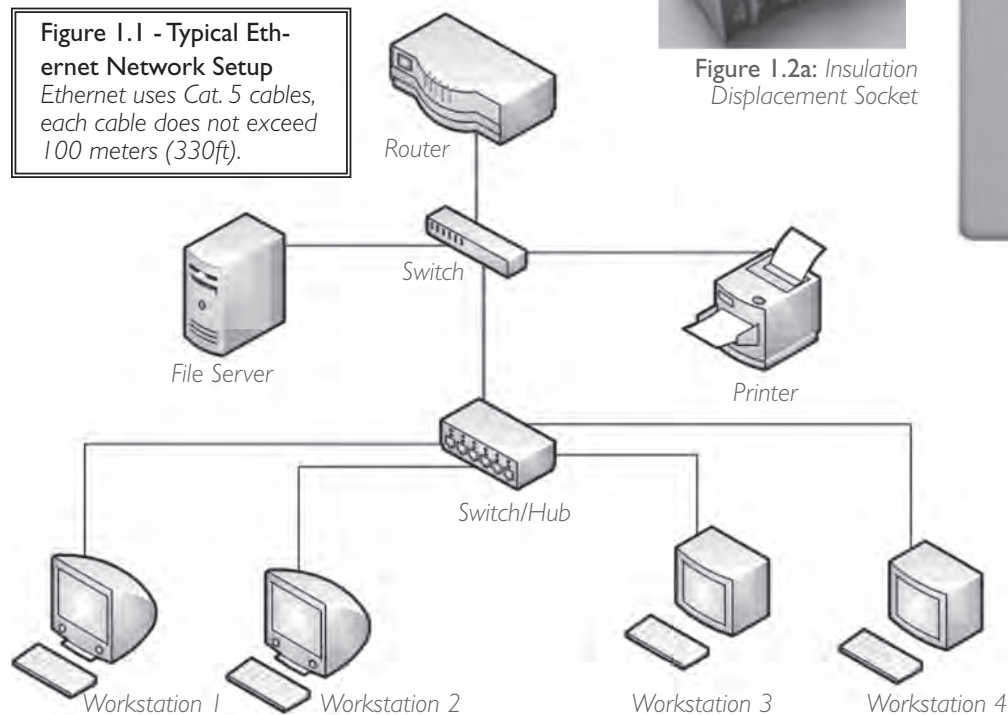 Figure 1.1 - Typical Eth-
ernet Network Setup
Ethernet uses Cat. 5 cables,
each cable does not exceed
100 meters (330ft).
Figure 1.2a: Insulation
Displacement Socket
Router
Switch
File Server
Printer
Switch/Hub
Workstation 1
Workstation 2
Workstation 3
Workstation 4